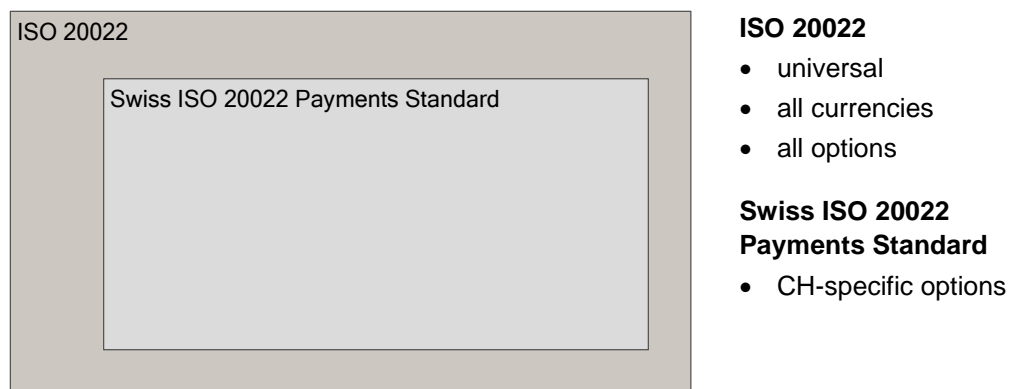 ISO 20022
Swiss ISO 20022 Payments Standard
ISO 20022
• universal
• all currencies
• all options
Swiss ISO 20022
Payments Standard
• CH-specific options